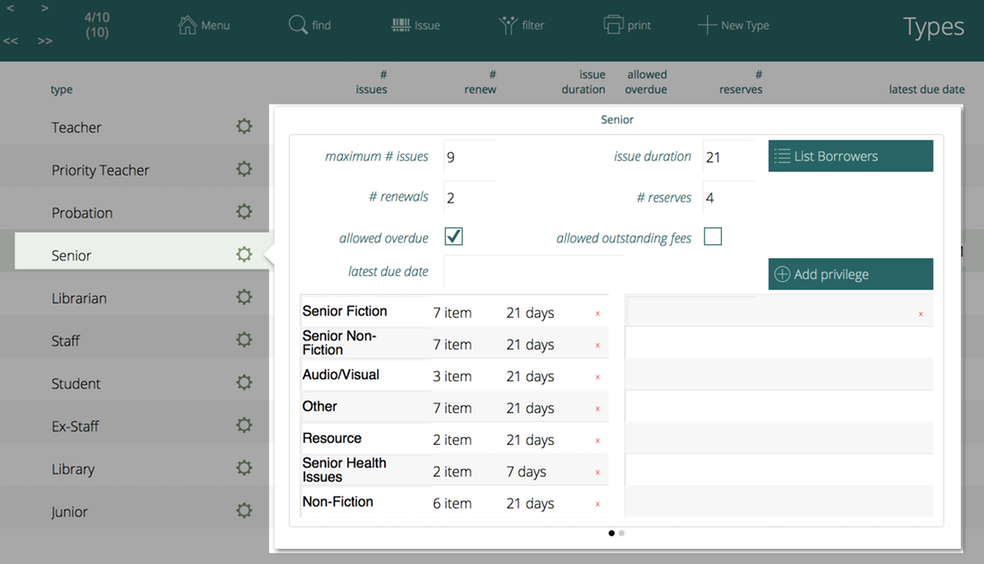 < > 4/10 Menu find Issue filter print New Type Types
<< >> (10)
type # issues # renew issue duration allowed overdue # reserves latest due date
Teacher
Priority Teacher
Probation
Senior
Librarian
Staff
Student
Ex-Staff
Library
Junior
Senior
maximum # issues 9 issue duration 21 List Borrowers
# renewals 2 # reserves 4
allowed overdue allowed outstanding fees
latest due date Add privilege
Senior Fiction 7 item 21 days x x
Senior Non-
Fiction 7 item 21 days x
Audio/Visual 3 item 21 days x
Other 7 item 21 days x
Resource 2 item 21 days x
Senior Health
Issues 2 item 7 days x
Non-Fiction 6 item 21 days x